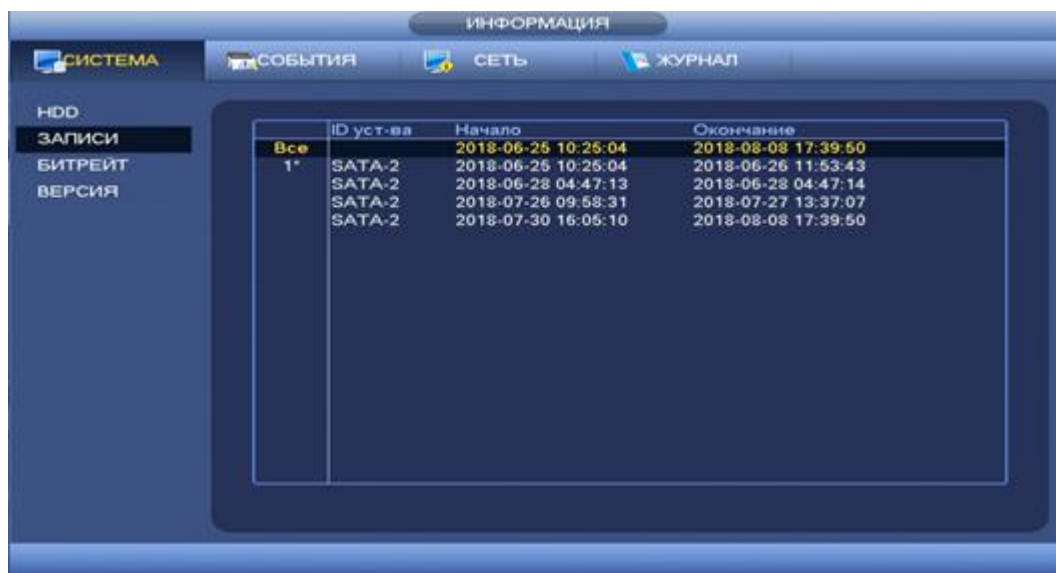 ИНФОРМАЦИЯ
СИСТЕМА СОБЫТИЯ СЕТЬ ЖУРНАЛ
HDD
ЗАПИСИ
БИТРЕЙТ
ВЕРСИЯ
ID уст-ва Начало Окончание
Все 2018-06-25 10:25:04 2018-08-08 17:39:50
1* SATA-2 2018-06-25 10:25:04 2018-06-26 11:53:43
SATA-2 2018-06-28 04:47:13 2018-06-28 04:47:14
SATA-2 2018-07-26 09:58:31 2018-07-27 13:37:07
SATA-2 2018-07-30 16:05:10 2018-08-08 17:39:50